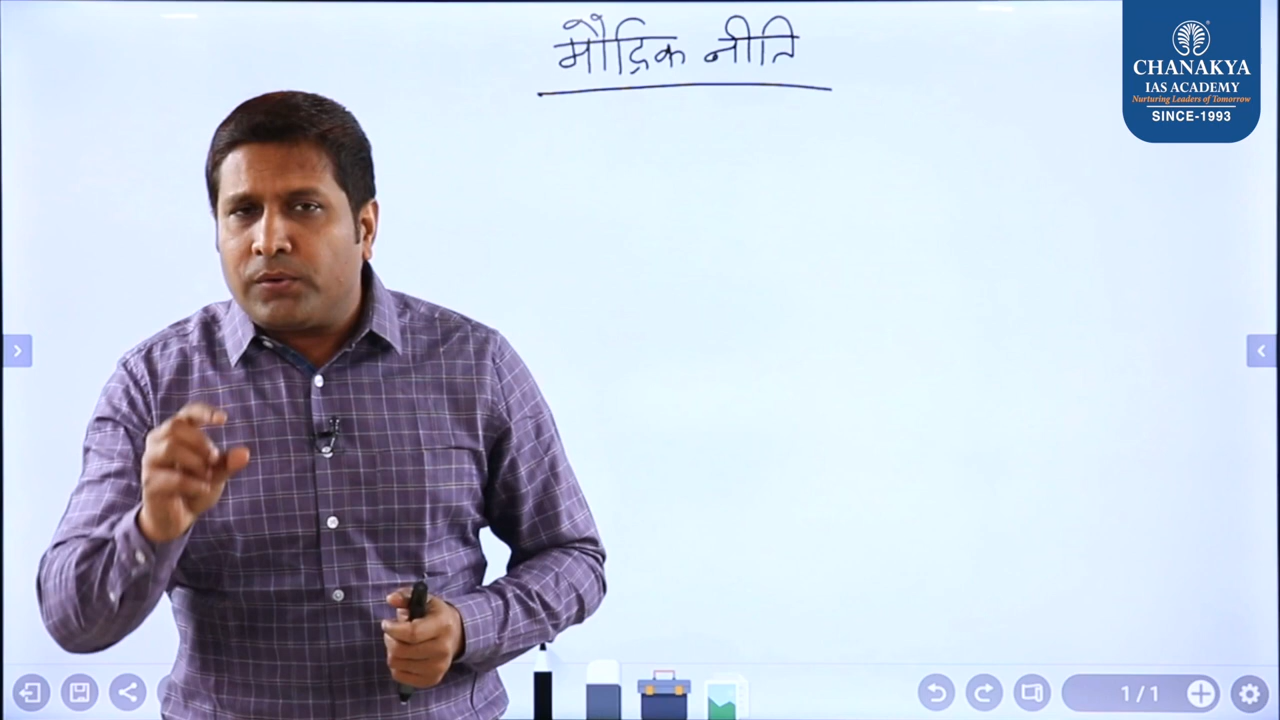 मौद्रिक नीति
CHANAKYA
IAS ACADEMY
Nurturing Leaders of Tomorrow
SINCE-1993
1/1